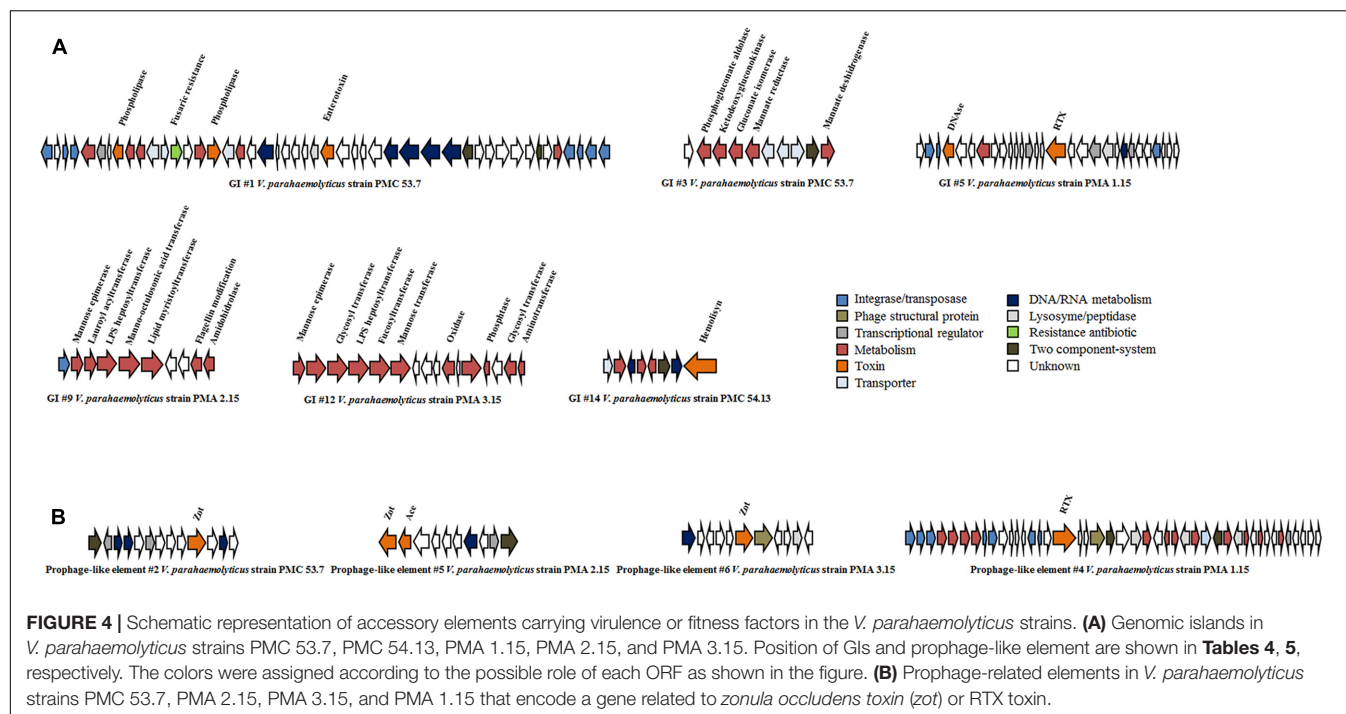 A
Phospholipase
Fusaric resistance
Phospholipase
Enterotoxin
GI #1 V. parahaemolyticus strain PMC 53.7
Phosphogluconate aldolase
Ketodeoxygluconokinase
Gluconate isomerase
Mannate reductase
Mannate deshidrogenase
GI #3 V. parahaemolyticus strain PMC 53.7
DNAse
RTX
GI #5 V. parahaemolyticus strain PMA 1.15
Mannose epimerase
Lauroyl acyltransferase
LPS heptosyltransferase
Manno-octulosonic acid transferase
Lipid myristoyltransferase
Flagellin modification
Amidohidrolase
GI #9 V. parahaemolyticus strain PMA 2.15
Mannose epimerase
Glycosyl transferase
LPS heptosyltransferase
Fucosyltransferase
Mannose transferase
Oxidase
Phosphtase
Glycosyl transferase
Aminotransferase
GI #12 V. parahaemolyticus strain PMA 3.15
Hemolisyn
GI #14 V. parahaemolyticus strain PMC 54.13
Integrase/transposase
Phage structural protein
Transcriptional regulator
Metabolism
Toxin
Transporter
DNA/RNA metabolism
Lysosyme/peptidase
Resistance antibiotic
Two component-system
Unknown
B
Zot
Prophage-like element #2 V. parahaemolyticus strain PMC 53.7
Zot
Ace
Prophage-like element #5 V. parahaemolyticus strain PMA 2.15
Zot
Prophage-like element #6 V. parahaemolyticus strain PMA 3.15
RTX
Prophage-like element #4 V. parahaemolyticus strain PMA 1.15
FIGURE 4 | Schematic representation of accessory elements carrying virulence or fitness factors in the V. parahaemolyticus strains. (A) Genomic islands in
V. parahaemolyticus strains PMC 53.7, PMC 54.13, PMA 1.15, PMA 2.15, and PMA 3.15. Position of GIs and prophage-like element are shown in Tables 4, 5,
respectively. The colors were assigned according to the possible role of each ORF as shown in the figure. (B) Prophage-related elements in V. parahaemolyticus
strains PMC 53.7, PMA 2.15, PMA 3.15, and PMA 1.15 that encode a gene related to zonula occludens toxin (zot) or RTX toxin.